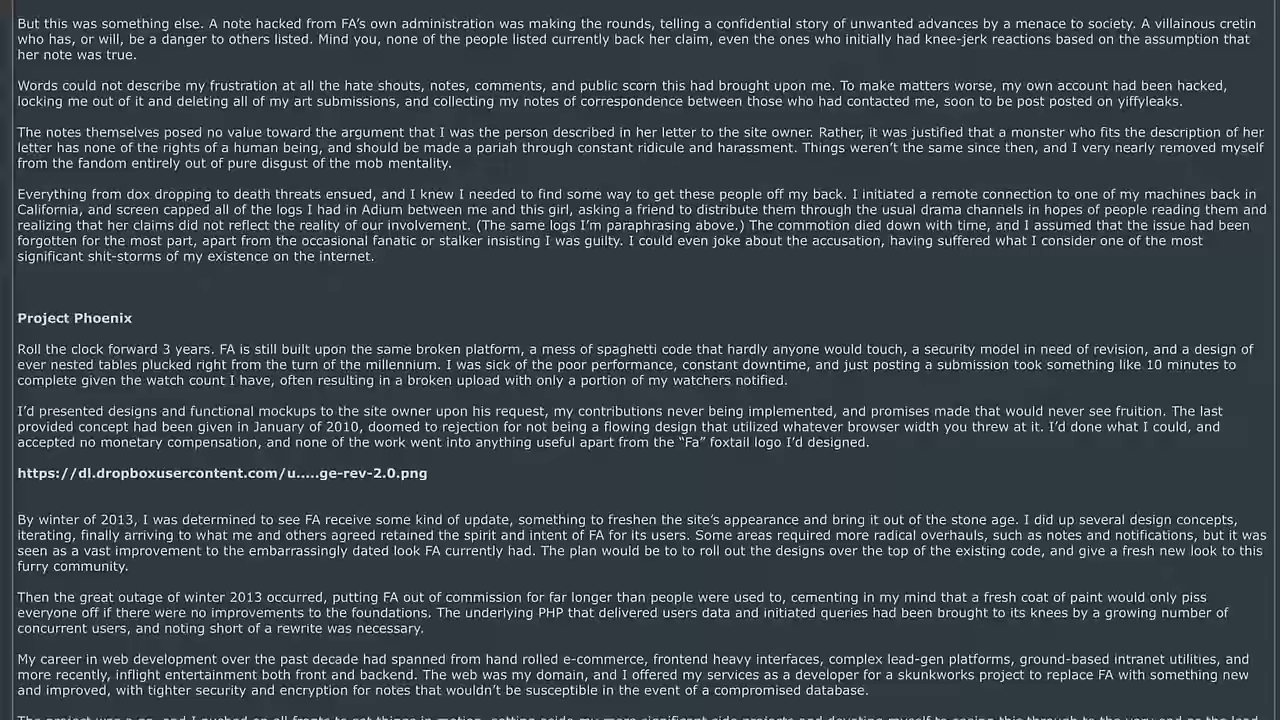 But this was something else. A note hacked from FA's own administration was making the rounds, telling a confidential story of unwanted advances by a menace to society. A villainous cretin
who has, or will, be a danger to others listed. Mind you, none of the people listed currently back her claim, even the ones who initially had knee-jerk reactions based on the assumption that
her note was true.
Words could not describe my frustration at all the hate shouts, notes, comments, and public scorn this had brought upon me. To make matters worse, my own account had been hacked,
locking me out of it and deleting all of my art submissions, and collecting my notes of correspondence between those who had contacted me, soon to be post posted on yiffyleaks.
The notes themselves posed no value toward the argument that I was the person described in her letter to the site owner. Rather, it was justified that a monster who fits the description of her
letter has none of the rights of a human being, and should be made a pariah through constant ridicule and harassment. Things weren't the same since then, and I very nearly removed myself
from the fandom entirely out of pure disgust of the mob mentality.
Everything from dox dropping to death threats ensued, and I knew I needed to find some way to get these people off my back. I initiated a remote connection to one of my machines back in
California, and screen capped all of the logs I had in Adium between me and this girl, asking a friend to distribute them through the usual drama channels in hopes of people reading them and
realizing that her claims did not reflect the reality of our involvement. (The same logs I'm paraphrasing above.) The commotion died down with time, and I assumed that the issue had been
forgotten for the most part, apart from the occasional fanatic or stalker insisting I was guilty. I could even joke about the accusation, having suffered what I consider one of the most
significant shit-storms of my existence on the internet.
Project Phoenix
Roll the clock forward 3 years. FA is still built upon the same broken platform, a mess of spaghetti code that hardly anyone would touch, a security model in need of revision, and a design of
ever nested tables plucked right from the turn of the millennium. I was sick of the poor performance, constant downtime, and just posting a submission took something like 10 minutes to
complete given the watch count I have, often resulting in a broken upload with only a portion of my watchers notified.
I'd presented designs and functional mockups to the site owner upon his request, my contributions never being implemented, and promises made that would never see fruition. The last
provided concept had been given in January of 2010, doomed to rejection for not being a flowing design that utilized whatever browser width you threw at it. I'd done what I could, and
accepted no monetary compensation, and none of the work went into anything useful apart from the “Fa” foxtail logo I'd designed.
https://dl.dropboxusercontent.com/u.....ge-rev-2.0.png
By winter of 2013, I was determined to see FA receive some kind of update, something to freshen the site's appearance and bring it out of the stone age. I did up several design concepts,
iterating, finally arriving to what me and others agreed retained the spirit and intent of FA for its users. Some areas required more radical overhauls, such as notes and notifications, but it was
seen as a vast improvement to the embarrassingly dated look FA currently had. The plan would be to to roll out the designs over the top of the existing code, and give a fresh new look to this
furry community.
Then the great outage of winter 2013 occurred, putting FA out of commission for far longer than people were used to, cementing in my mind that a fresh coat of paint would only piss
everyone off if there were no improvements to the foundations. The underlying PHP that delivered users data and initiated queries had been brought to its knees by a growing number of
concurrent users, and noting short of a rewrite was necessary.
My career in web development over the past decade had spanned from hand rolled e-commerce, frontend heavy interfaces, complex lead-gen platforms, ground-based intranet utilities, and
more recently, inflight entertainment both front and backend. The web was my domain, and I offered my services as a developer for a skunkworks project to replace FA with something new
and improved, with tighter security and encryption for notes that wouldn't be susceptible in the event of a compromised database.